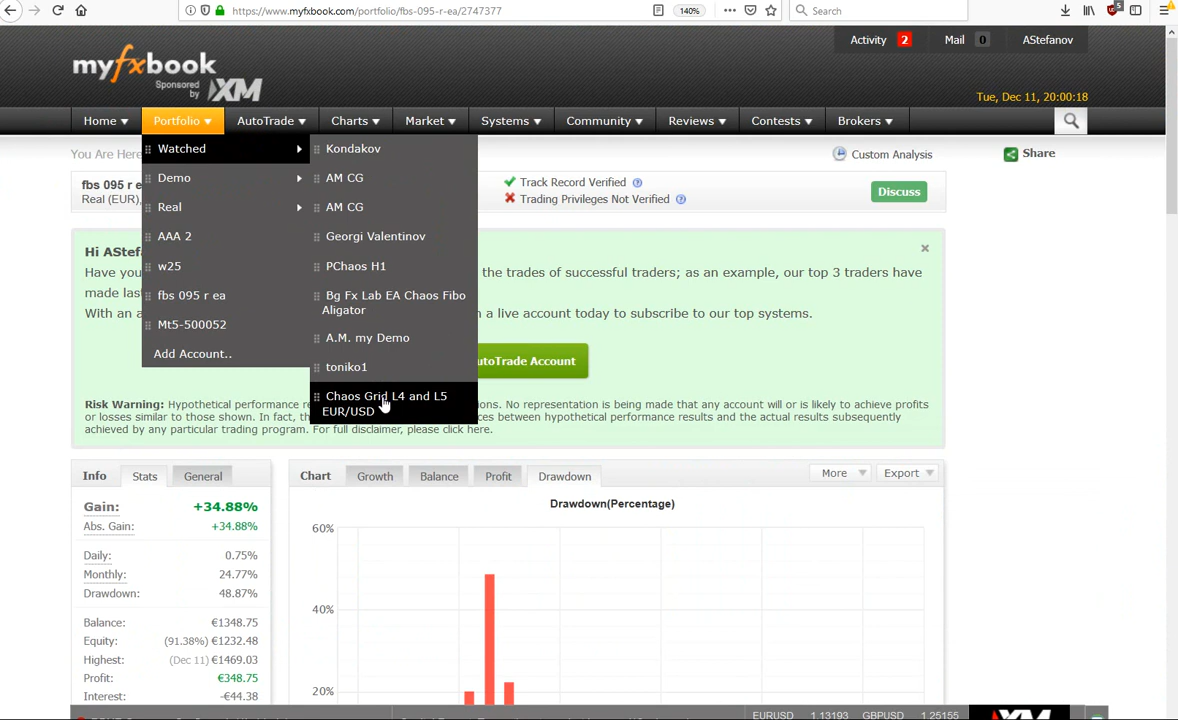 https://www.myfxbook.com/portfolio/fbs-095-r-ea/2747377
140%
Search
5
Activity 2
Mail 0
AStefanov
myfxbook
Sponsored by XM
Tue, Dec 11, 20:00:18
Home
Portfolio
AutoTrade
Charts
Market
Systems
Community
Reviews
Contests
Brokers
You Are Here
Custom Analysis
Share
Watched
Demo
Real
AAA 2
w25
fbs 095 r ea
Mt5-500052
Add Account..
Kondakov
AM CG
AM CG
Georgi Valentinov
PChaos H1
Bg Fx Lab EA Chaos Fibo
Aligator
A.M. my Demo
toniko1
Chaos Grid L4 and L5
EUR/USD
fbs 095 r e
Real (EUR),
Track Record Verified
Trading Privileges Not Verified
Discuss
Hi AStef
Have you
the trades of successful traders; as an example, our top 3 traders have
made las
With an a
a live account today to subscribe to our top systems.
utoTrade Account
Risk Warning: Hypothetical performance re
ons. No representation is being made that any account will or is likely to achieve profits
or losses similar to those shown. In fact, th
ces between hypothetical performance results and the actual results subsequently
achieved by any particular trading program. For full disclaimer, please click here.
Info
Stats
General
Gain: +34.88%
Abs. Gain: +34.88%
Daily: 0.75%
Monthly: 24.77%
Drawdown: 48.87%
Balance: €1348.75
Equity: (91.38%) €1232.48
Highest: (Dec 11) €1469.03
Profit: €348.75
Interest: -€44.38
Chart
Growth
Balance
Profit
Drawdown
More
Export
Drawdown(Percentage)
60%
40%
20%
EURUSD 1.13193 GBPUSD 1.25155
XM